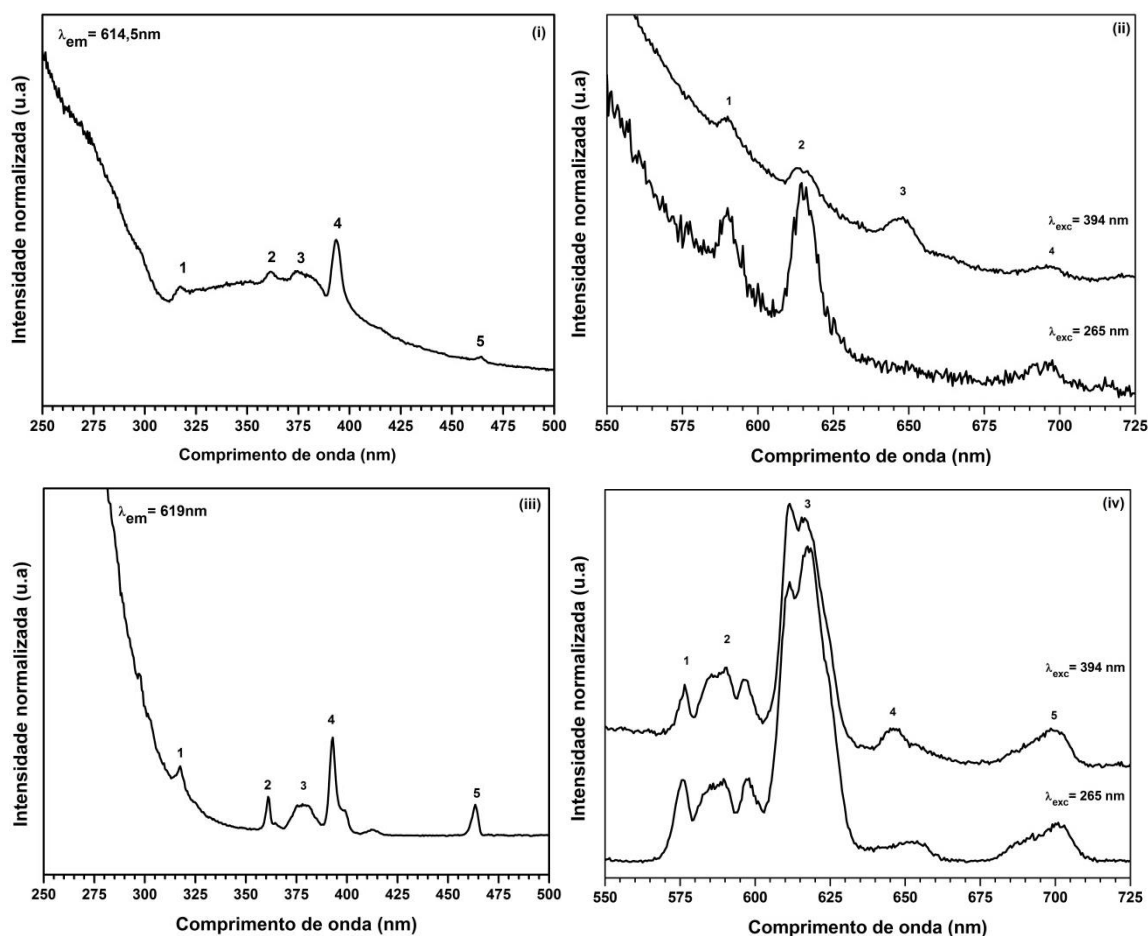 λem= 614,5nm
(i)
Intensidade normalizada (u.a)
1
2
3
4
5
250 275 300 325 350 375 400 425 450 475 500
Comprimento de onda (nm)
(ii)
Intensidade normalizada (u.a)
1
2
3
λexc= 394 nm
4
λexc= 265 nm
550 575 600 625 650 675 700 725
Comprimento de onda (nm)
λem= 619nm
(iii)
Intensidade normalizada (u.a)
1
2
3
4
5
250 275 300 325 350 375 400 425 450 475 500
Comprimento de onda (nm)
(iv)
Intensidade normalizada (u.a)
1
2
3
λexc= 394 nm
4
5
λexc= 265 nm
550 575 600 625 650 675 700 725
Comprimento de onda (nm)